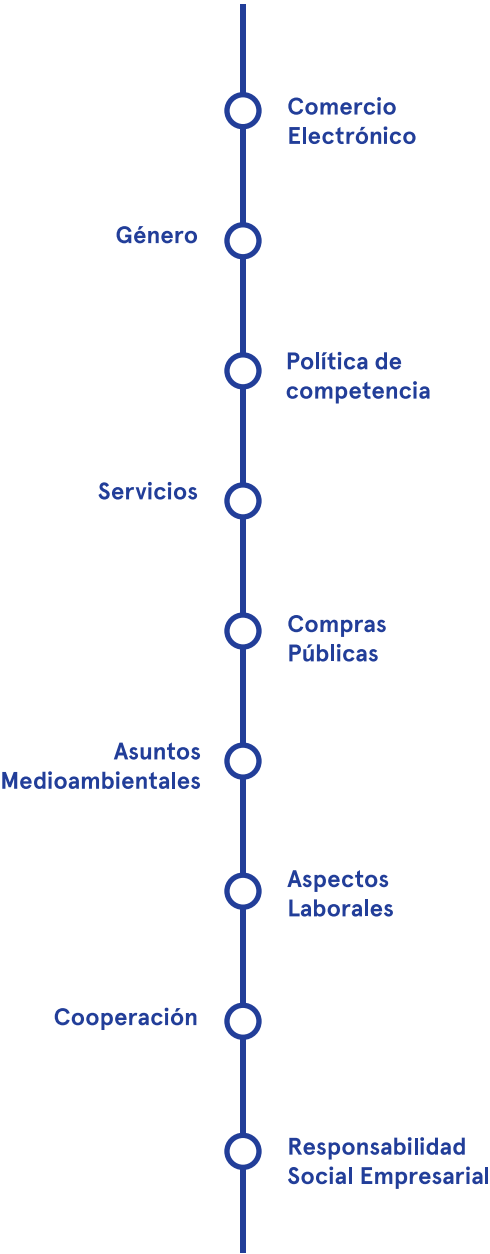 Comercio
Electrónico
Género
Política de
competencia
Servicios
Compras
Públicas
Asuntos
Medioambientales
Aspectos
Laborales
Cooperación
Responsabilidad
Social Empresarial